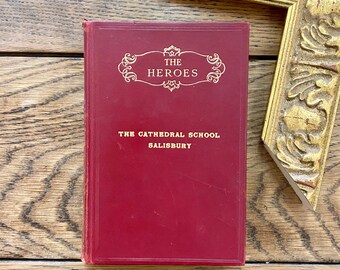 THE
HEROES
THE CATHEDRAL SCHOOL
SALISBURY